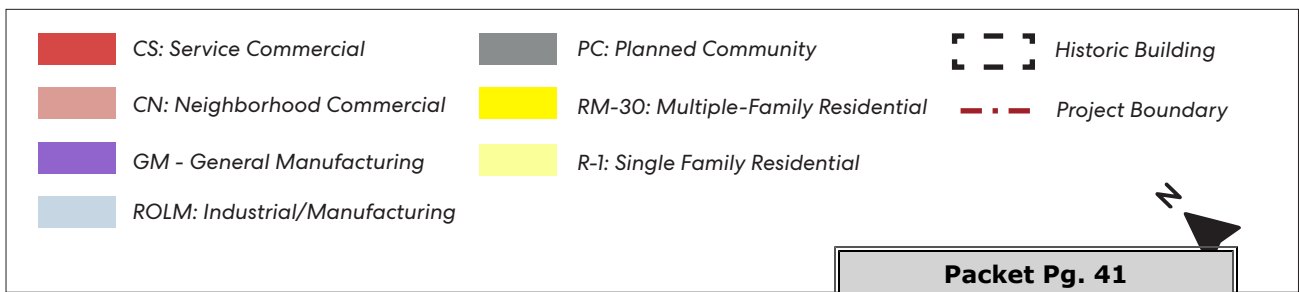 CS: Service Commercial
CN: Neighborhood Commercial
GM - General Manufacturing
ROLM: Industrial/Manufacturing
PC: Planned Community
RM-30: Multiple-Family Residential
R-1: Single Family Residential
Historic Building
Project Boundary
N
Packet Pg. 41